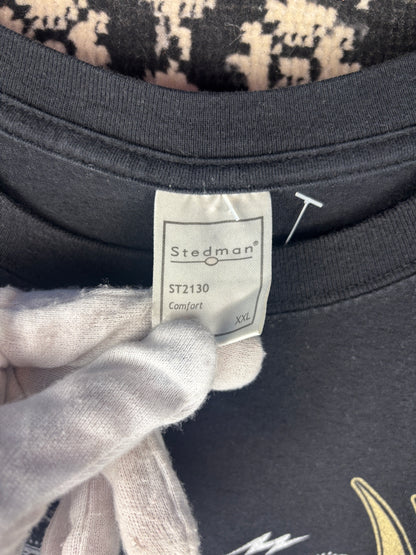 Stedman®
ST2130
Comfort
XXL